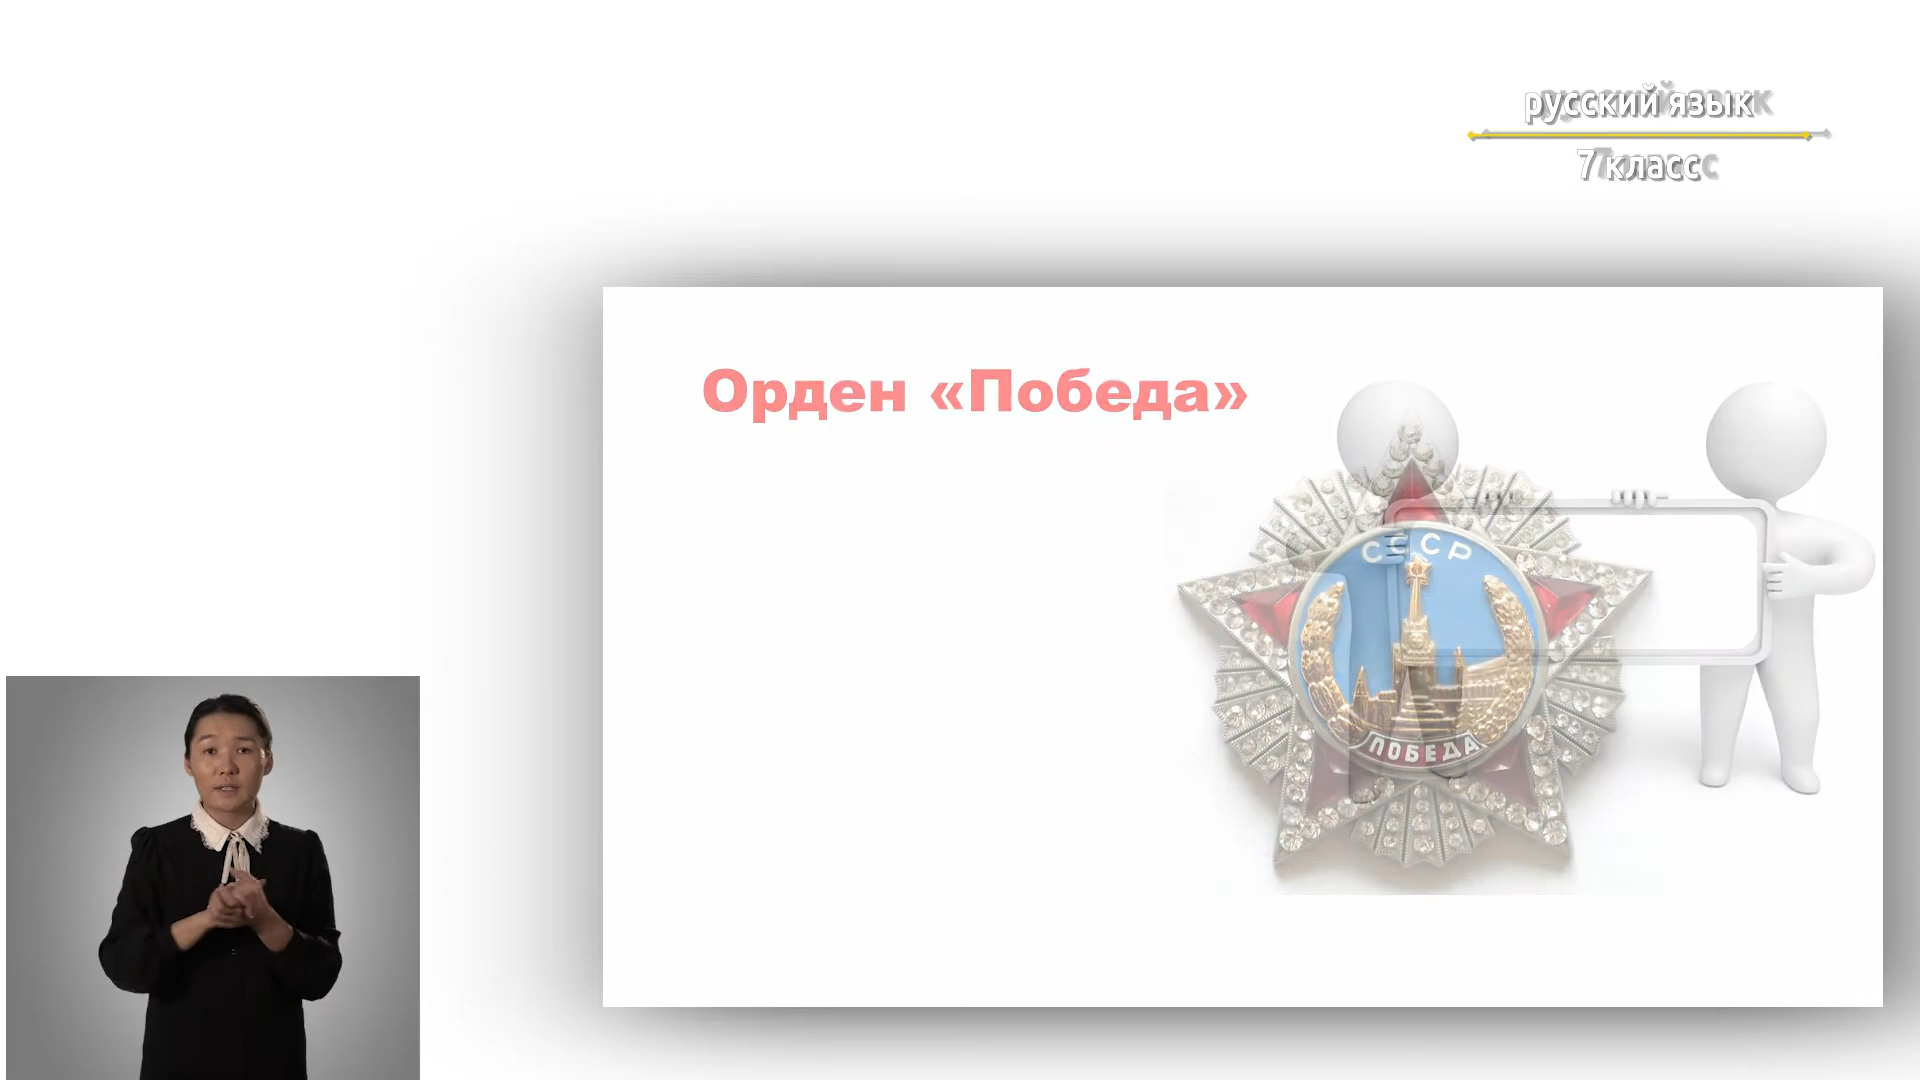 русский язык
7 класс
Орден «Победа»
СССР
ПОБЕДА